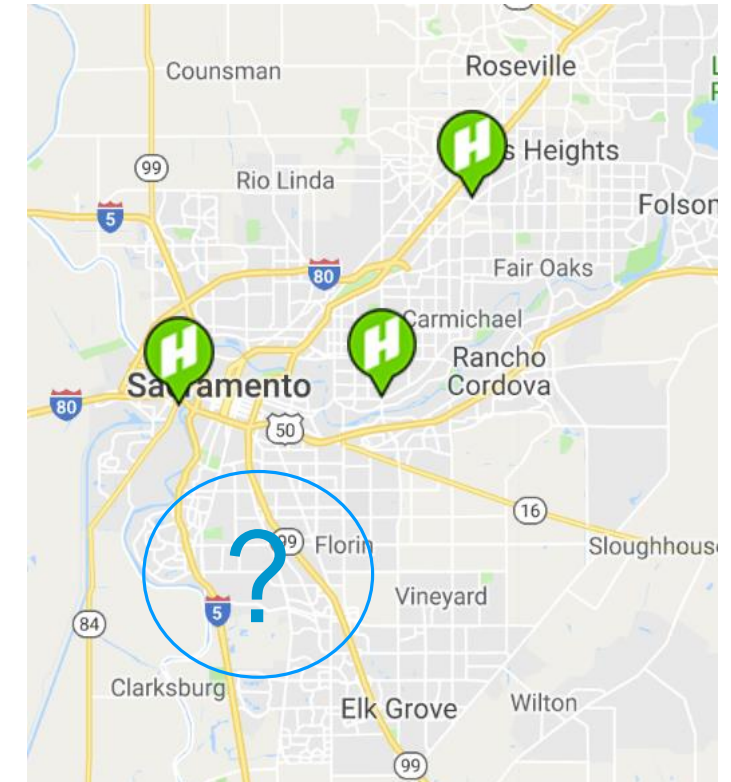 Counsman
Roseville
L
F
99
H
s Heights
Rio Linda
Folsor
5
80
Fair Oaks
Carmichael
H
H
Rancho
Cordova
Sacramento
80
50
16
99
Florin
?
Sloughhouse
Vineyard
5
84
Clarksburg
Elk Grove
Wilton
99